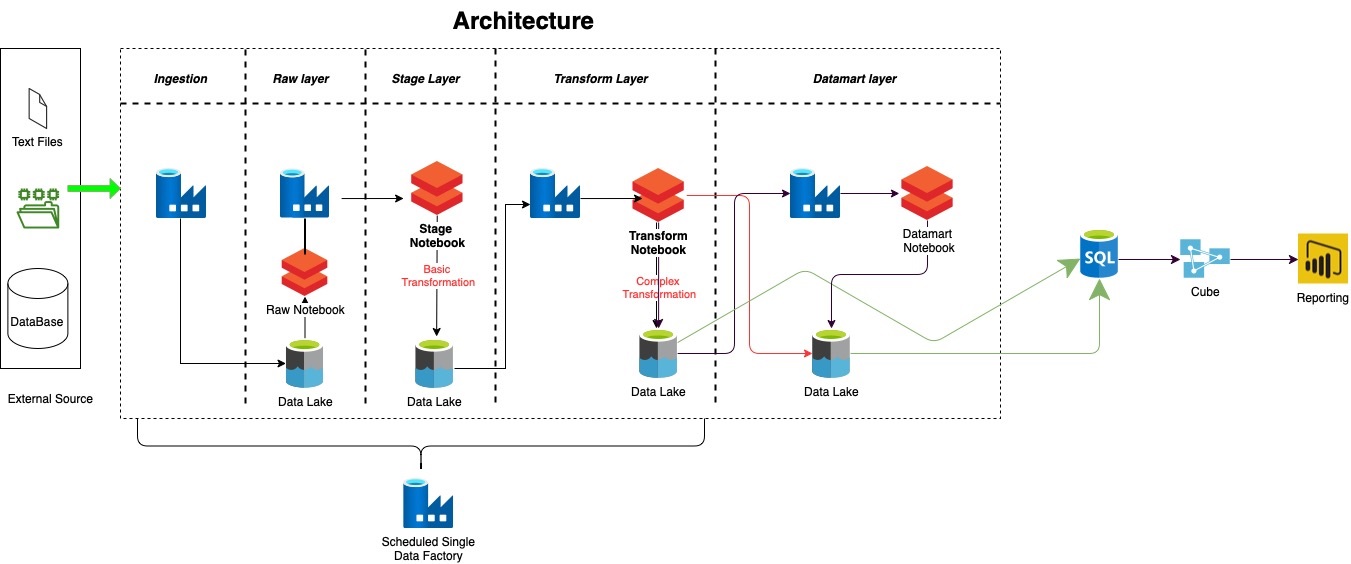 Architecture
Ingestion
Raw layer
Stage Layer
Transform Layer
Datamart layer
Text Files
DataBase
External Source
Raw Notebook
Data Lake
Stage
Notebook
Basic
Transformation
Data Lake
Transform
Notebook
Complex
Transformation
Data Lake
Datamart
Notebook
Data Lake
SQL
Cube
Reporting
Scheduled Single
Data Factory